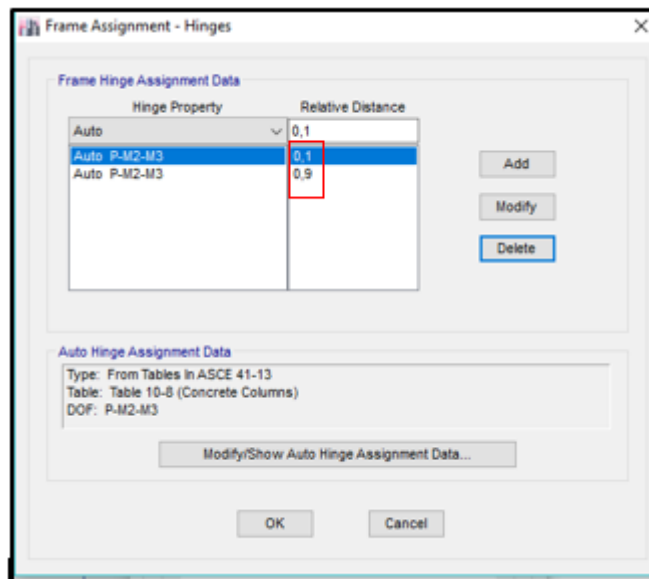 Frame Assignment - Hinges
Frame Hinge Assignment Data
Hinge Property Relative Distance
Auto 0,1
Auto P-M2-M3 0,1
Auto P-M2-M3 0,9
Add
Modify
Delete
Auto Hinge Assignment Data
Type: From Tables In ASCE 41-13
Table: Table 10-8 (Concrete Columns)
DOF: P-M2-M3
Modify/Show Auto Hinge Assignment Data...
OK Cancel